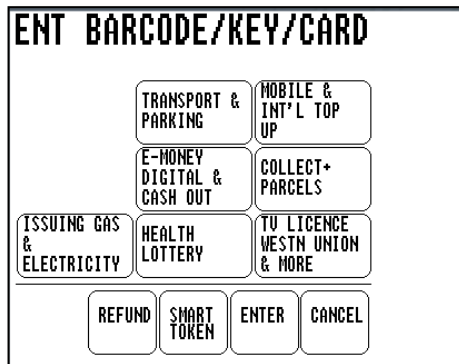 ENT BARCODE/KEY/CARD
TRANSPORT &
PARKING
MOBILE &
INT'L TOP
UP
E-MONEY
DIGITAL &
CASH OUT
COLLECT+
PARCELS
ISSUING GAS
&
ELECTRICITY
HEALTH
LOTTERY
TV LICENCE
WESTN UNION
& MORE
REFUND
SMART
TOKEN
ENTER
CANCEL